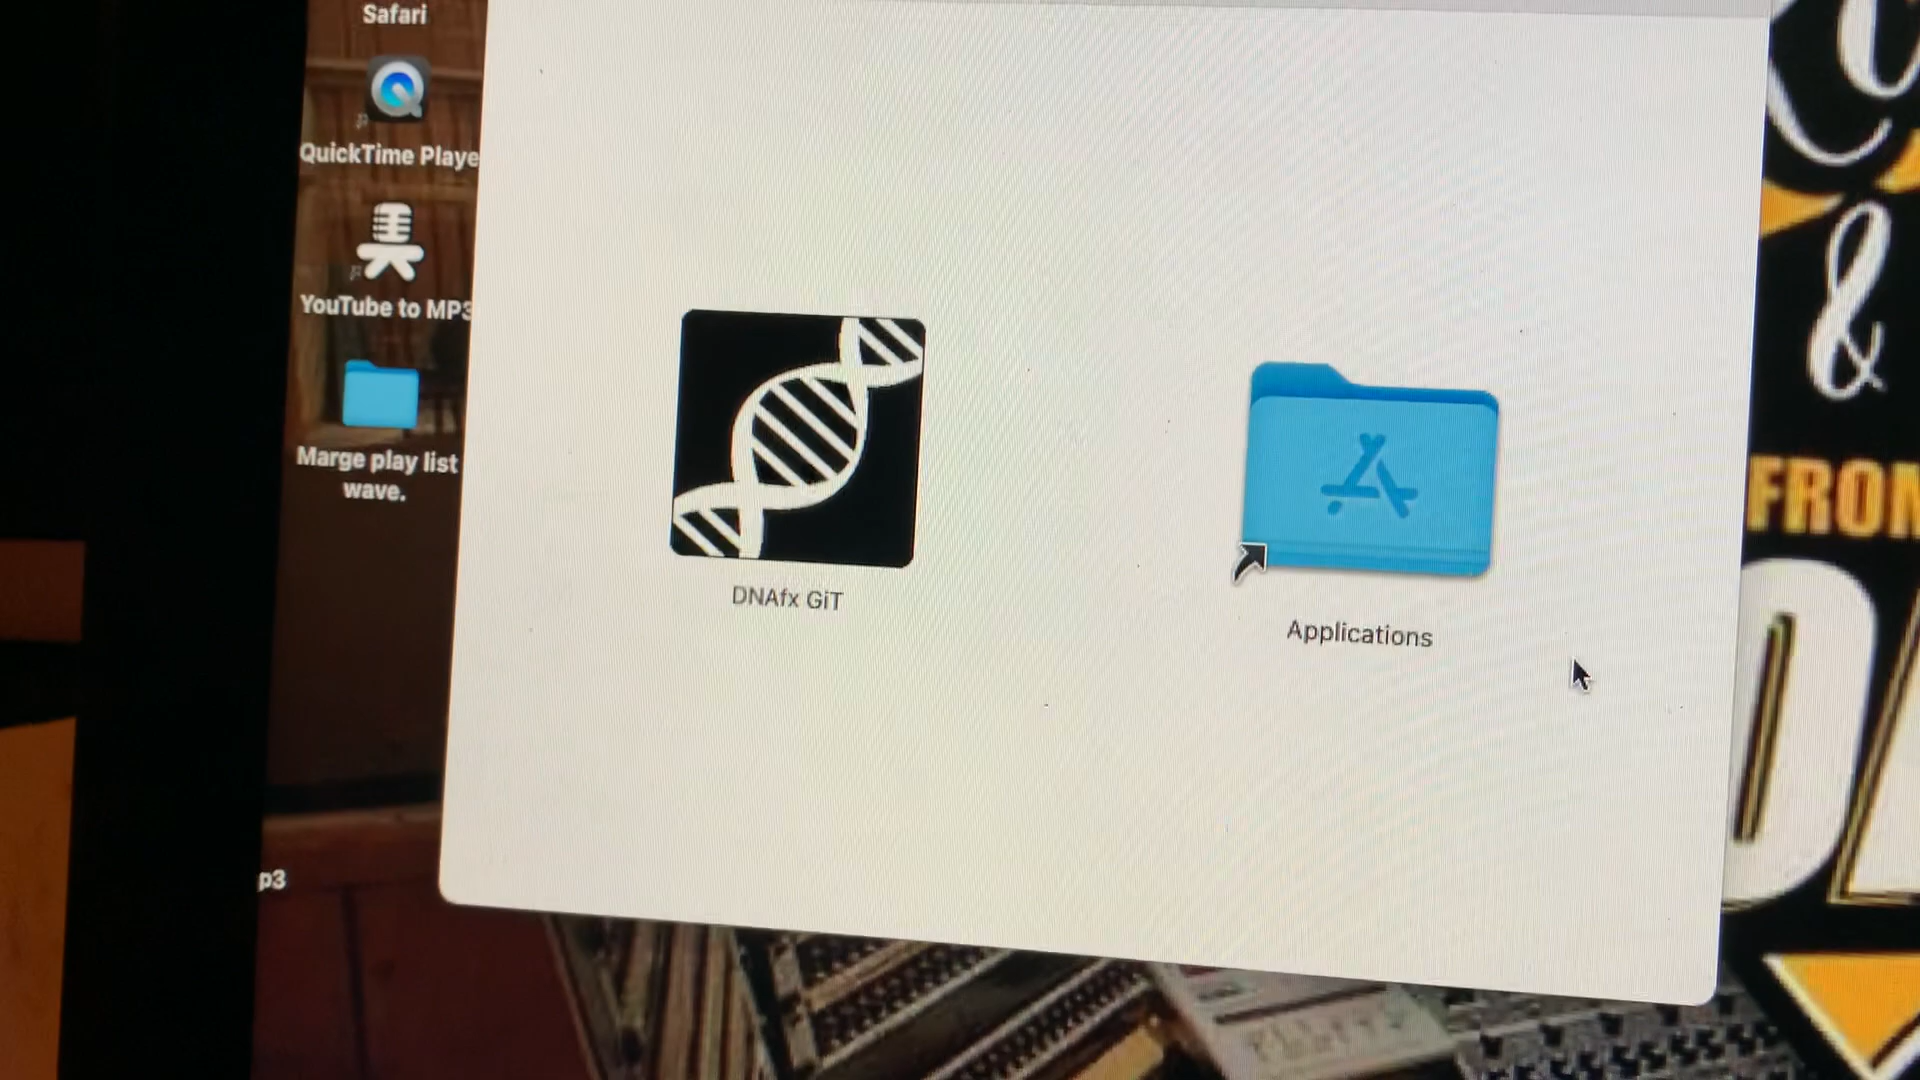 Safari
QuickTime Playe
YouTube to MP3
Marge play list
wave.
p3
DNAfx GiT
Applications
&
FROM